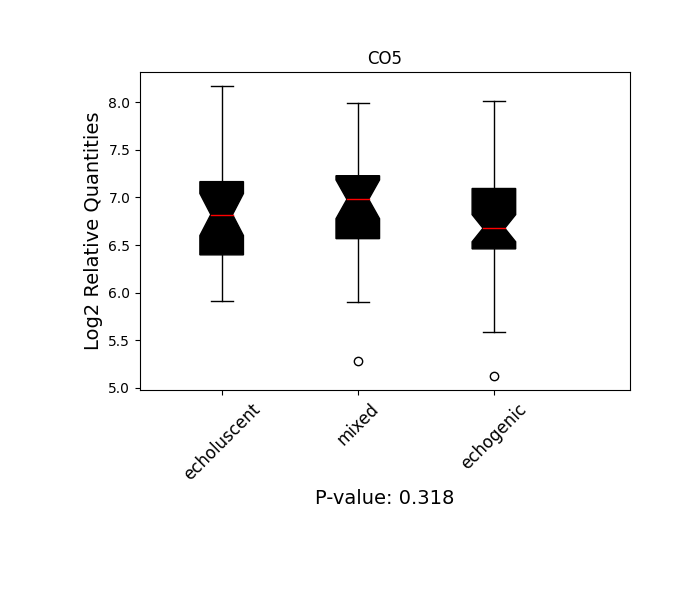 CO5
Log2 Relative Quantities
8.0
7.5
7.0
6.5
6.0
5.5
5.0
echoluscent
mixed
echogenic
P-value: 0.318